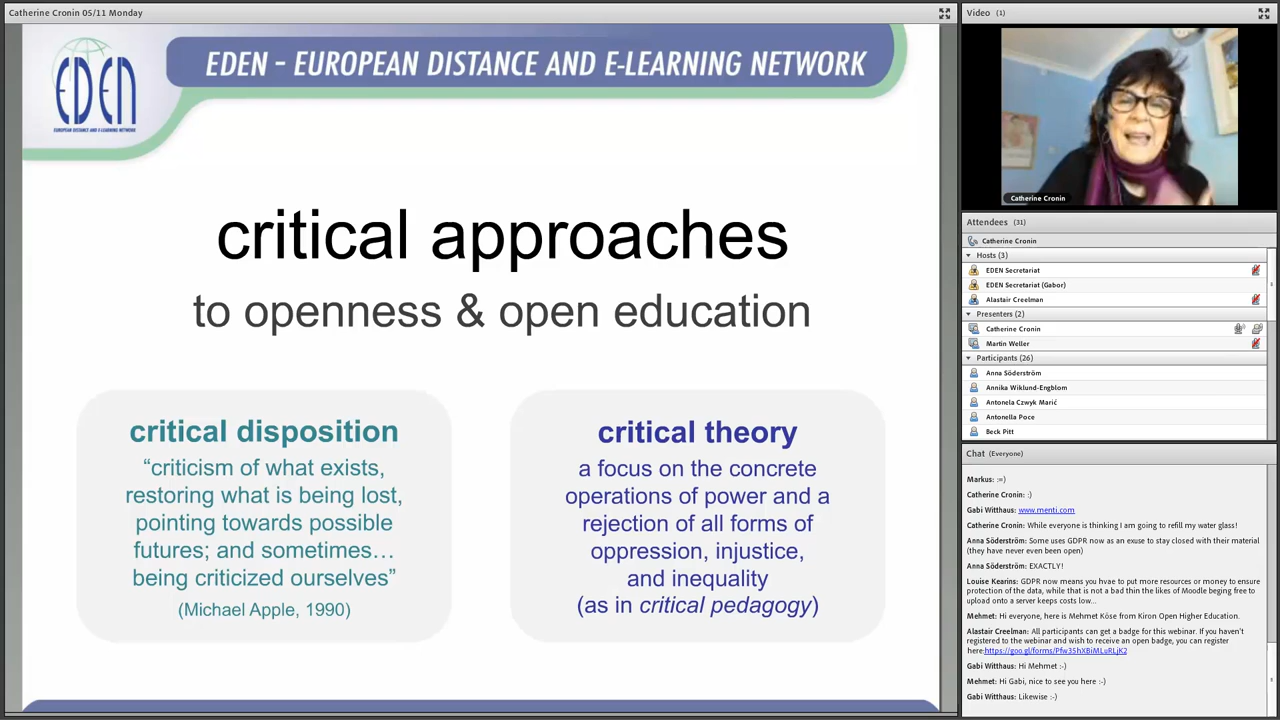 Catherine Cronin 05/11 Monday
EDEN
EUROPEAN DISTANCE AND E-LEARNING NETWORK
EDEN – EUROPEAN DISTANCE AND E-LEARNING NETWORK
critical approaches
to openness & open education
critical disposition
“criticism of what exists,
restoring what is being lost,
pointing towards possible
futures; and sometimes…
being criticized ourselves”
(Michael Apple, 1990)
critical theory
a focus on the concrete
operations of power and a
rejection of all forms of
oppression, injustice,
and inequality
(as in critical pedagogy)
Video (1)
Catherine Cronin
Attendees (31)
Catherine Cronin
Hosts (3)
EDEN Secretariat
EDEN Secretariat (Gabor)
Alastair Creelman
Presenters (2)
Catherine Cronin
Martin Weller
Participants (26)
Anna Söderström
Annika Wiklund-Engblom
Antonela Czwyk Marić
Antonella Poce
Beck Pitt
Chat (Everyone)
Markus: :=)
Catherine Cronin: :)
Gabi Witthaus: www.menti.com
Catherine Cronin: While everyone is thinking I am going to refill my water glass!
Anna Söderström: Some uses GDPR now as an exuse to stay closed with their material
(they have never even been open)
Anna Söderström: EXACTLY!
Louise Kearins: GDPR now means you hvae to put more resources or money to ensure
protection of the data, while that is not a bad thin the likes of Moodle beging free to
upload onto a server keeps costs low...
Mehmet: Hi everyone, here is Mehmet Köse from Kiron Open Higher Education.
Alastair Creelman: All participants can get a badge for this webinar. If you haven't
registered to the webinar and wish to receive an open badge, you can register
here:https://goo.gl/forms/Pfw3ShXBiMLuRLjK2
Gabi Witthaus: Hi Mehmet :-)
Mehmet: Hi Gabi, nice to see you here :-)
Gabi Witthaus: Likewise :-)